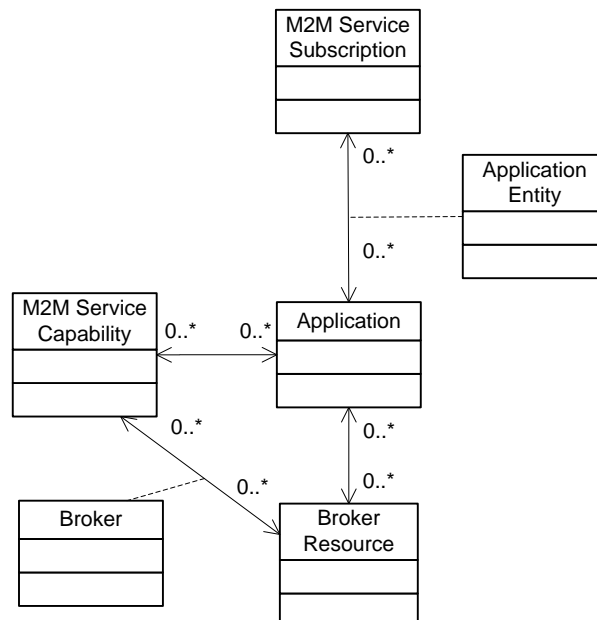 M2M Service
Subscription
0..*
Application
Entity
0..*
M2M Service
Capability
Application
0..*
0..*
0..*
0..*
0..*
0..*
Broker
Broker
Resource